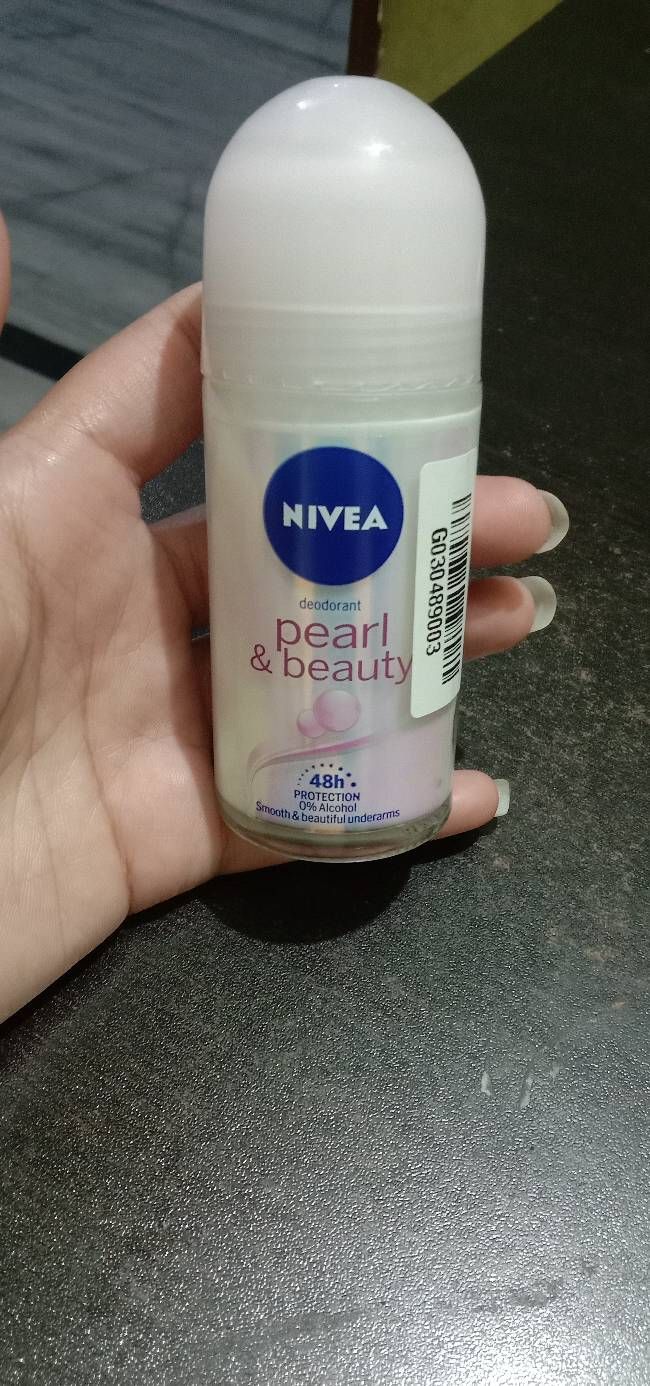 NIVEA
deodorant
pearl
& beauty
48h
PROTECTION
0% Alcohol
Smooth & beautiful underarms
G030489003